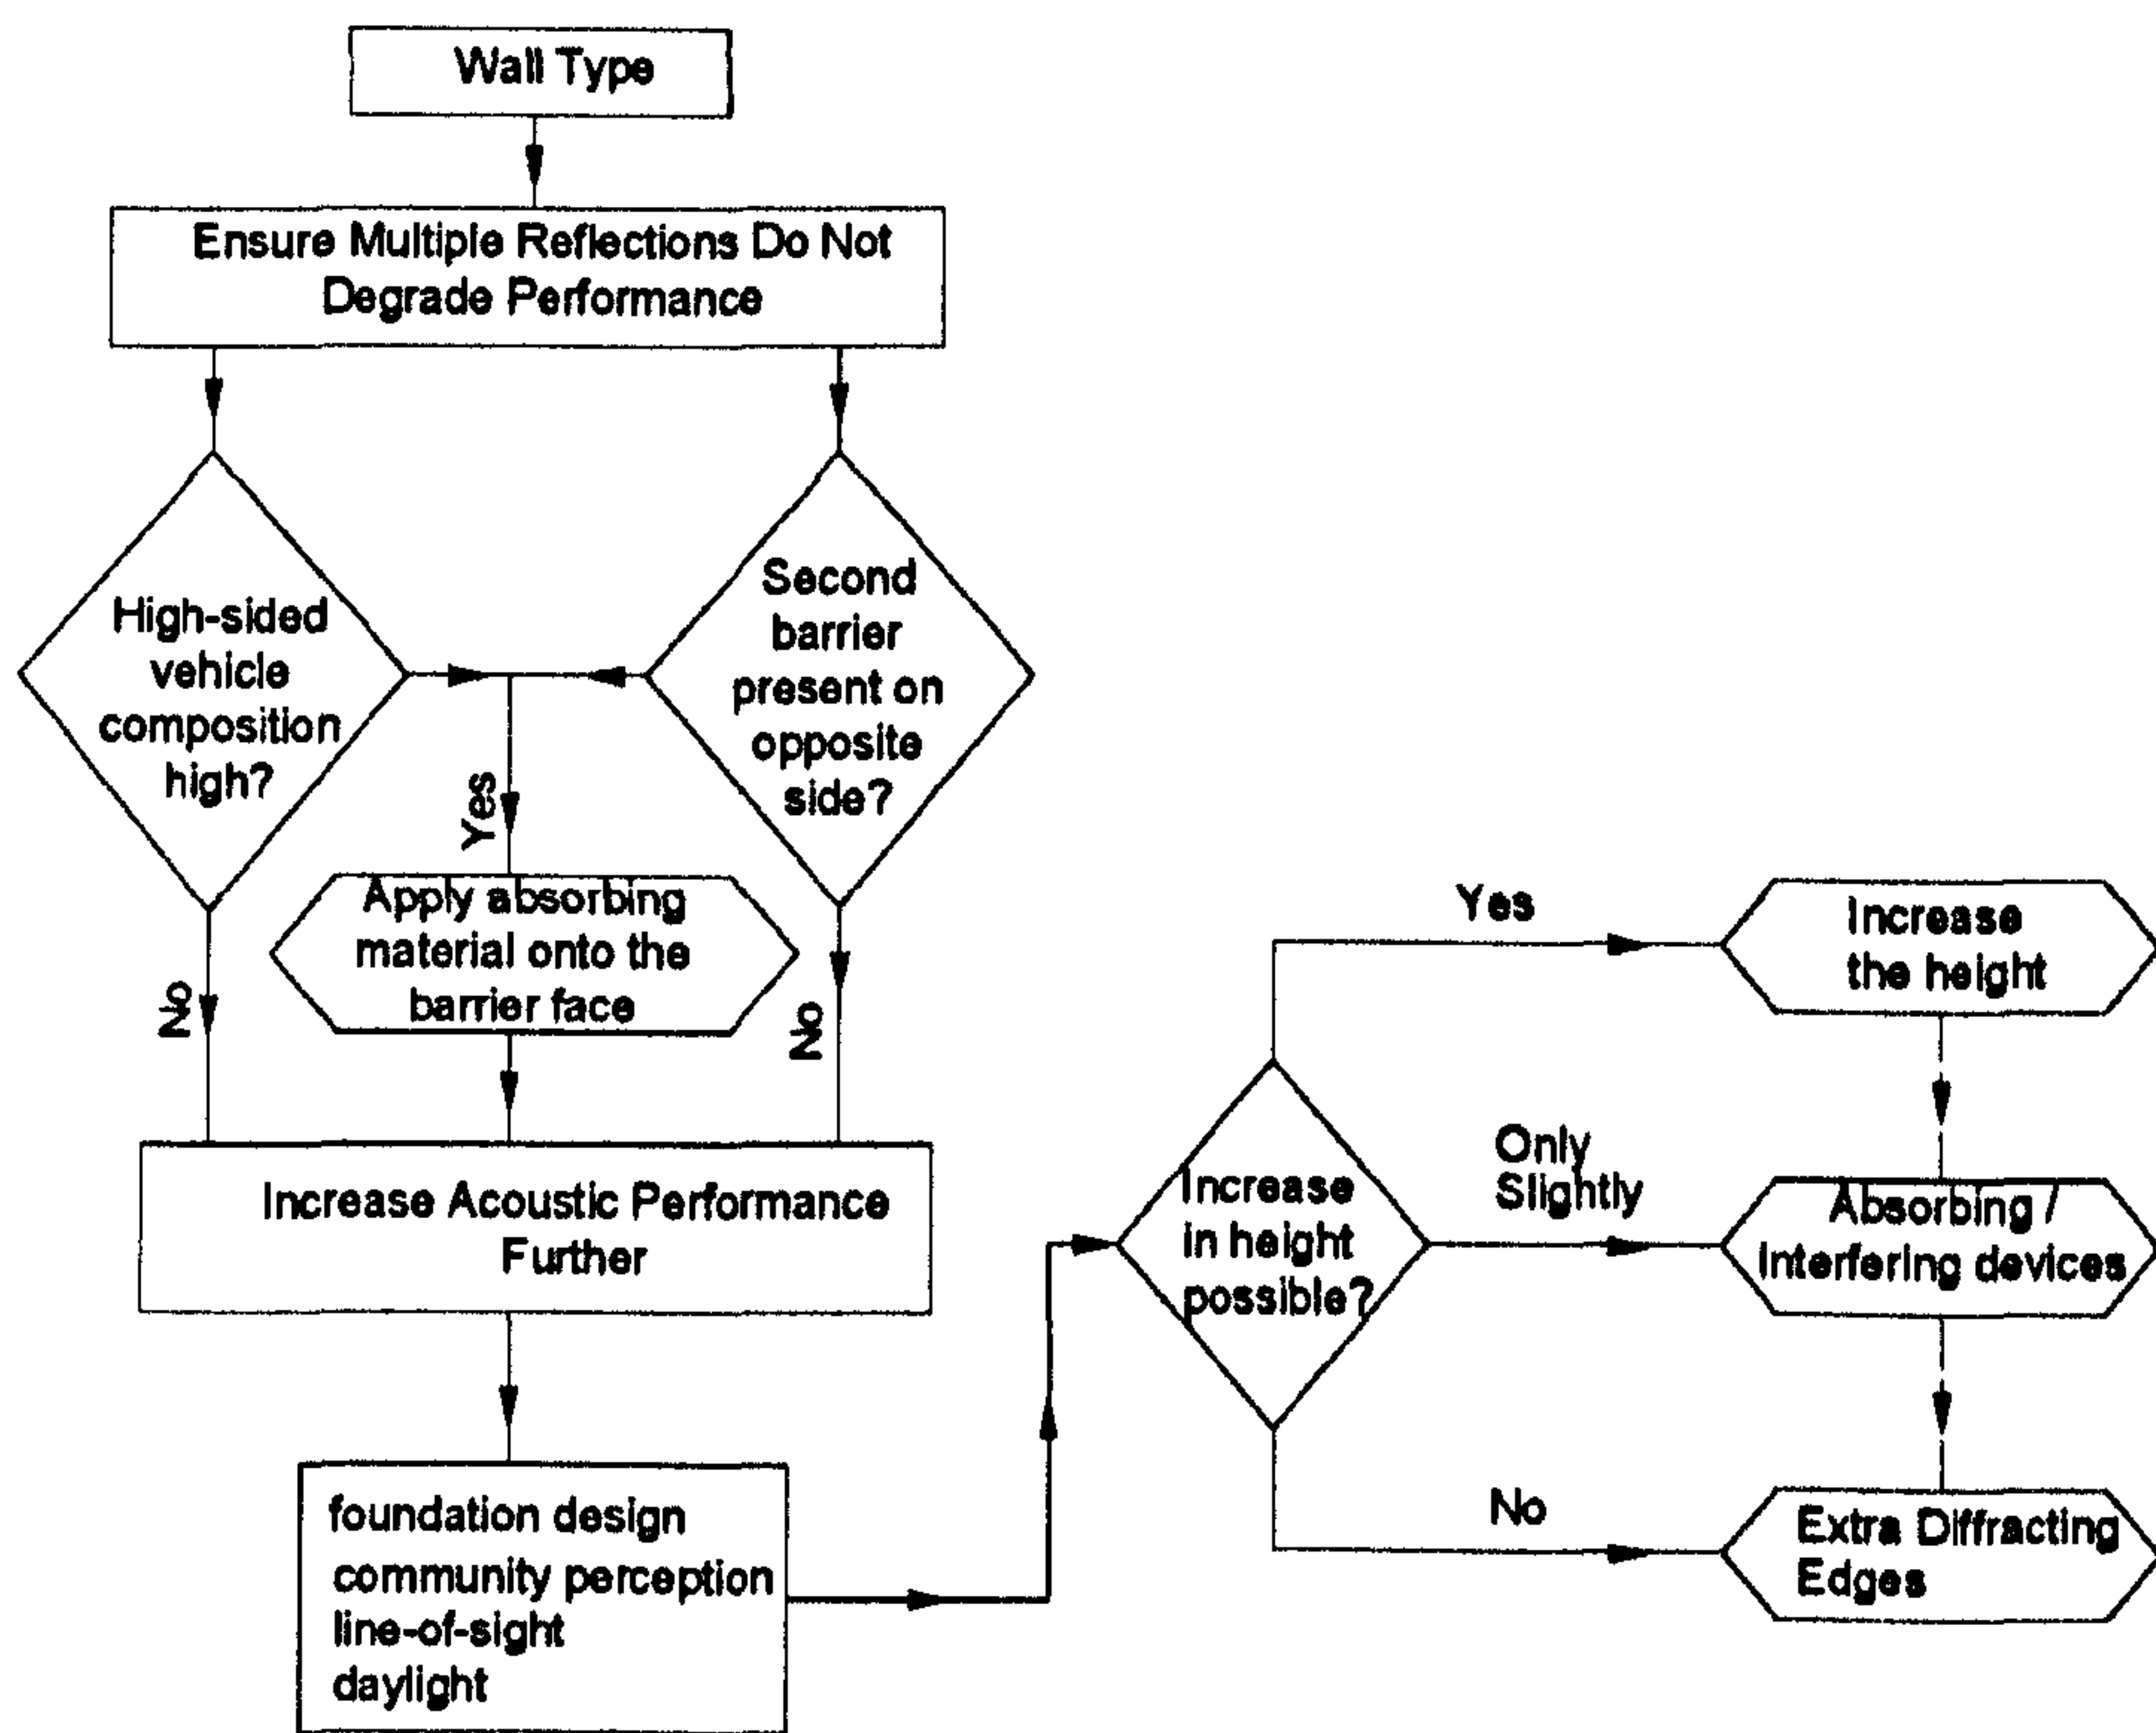 Wall Type
Ensure Multiple Reflections Do Not
Degrade Performance
High-sided
vehicle
composition
high?
Second
barrier
present on
opposite
side?
Yes
Apply absorbing
material onto the
barrier face
No
No
Increase Acoustic Performance
Further
foundation design
community perception
line-of-sight
daylight
Increase
in height
possible?
Yes
Increase
the height
Only
Slightly
Absorbing /
Interfering devices
No
Extra Diffracting
Edges